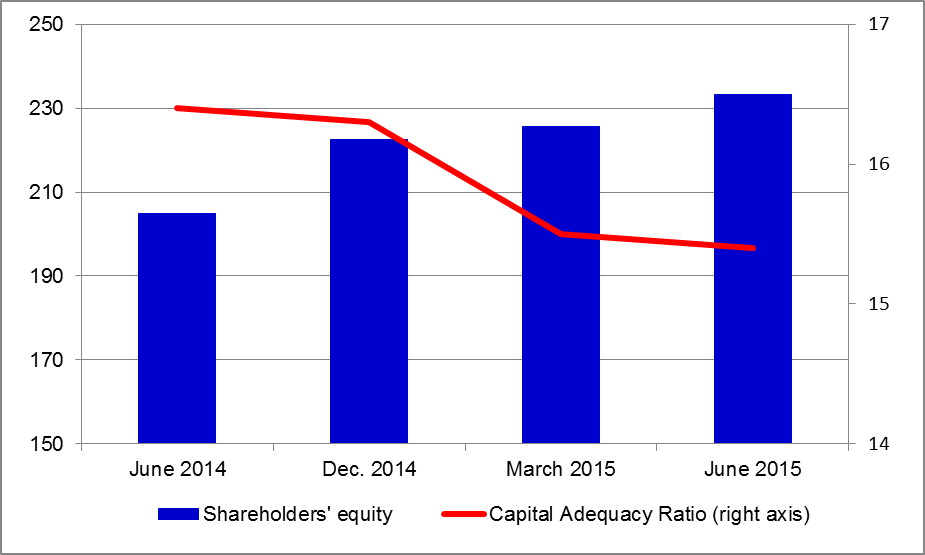 250
230
210
190
170
150
17
16
15
14
June 2014
Dec. 2014
March 2015
June 2015
Shareholders' equity
Capital Adequacy Ratio (right axis)